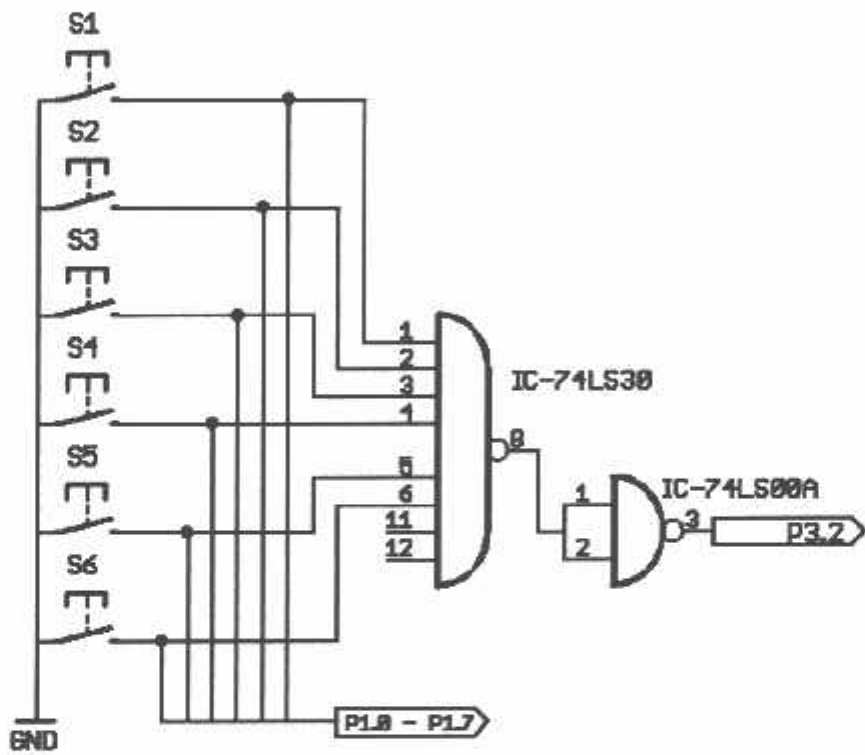 S1
S2
S3
S4
S5
S6
1
2
3
4
5
6
11
12
IC-74LS30
8
1
2
IC-74LS00A
3
P3.2
P1.0 - P1.7
GND